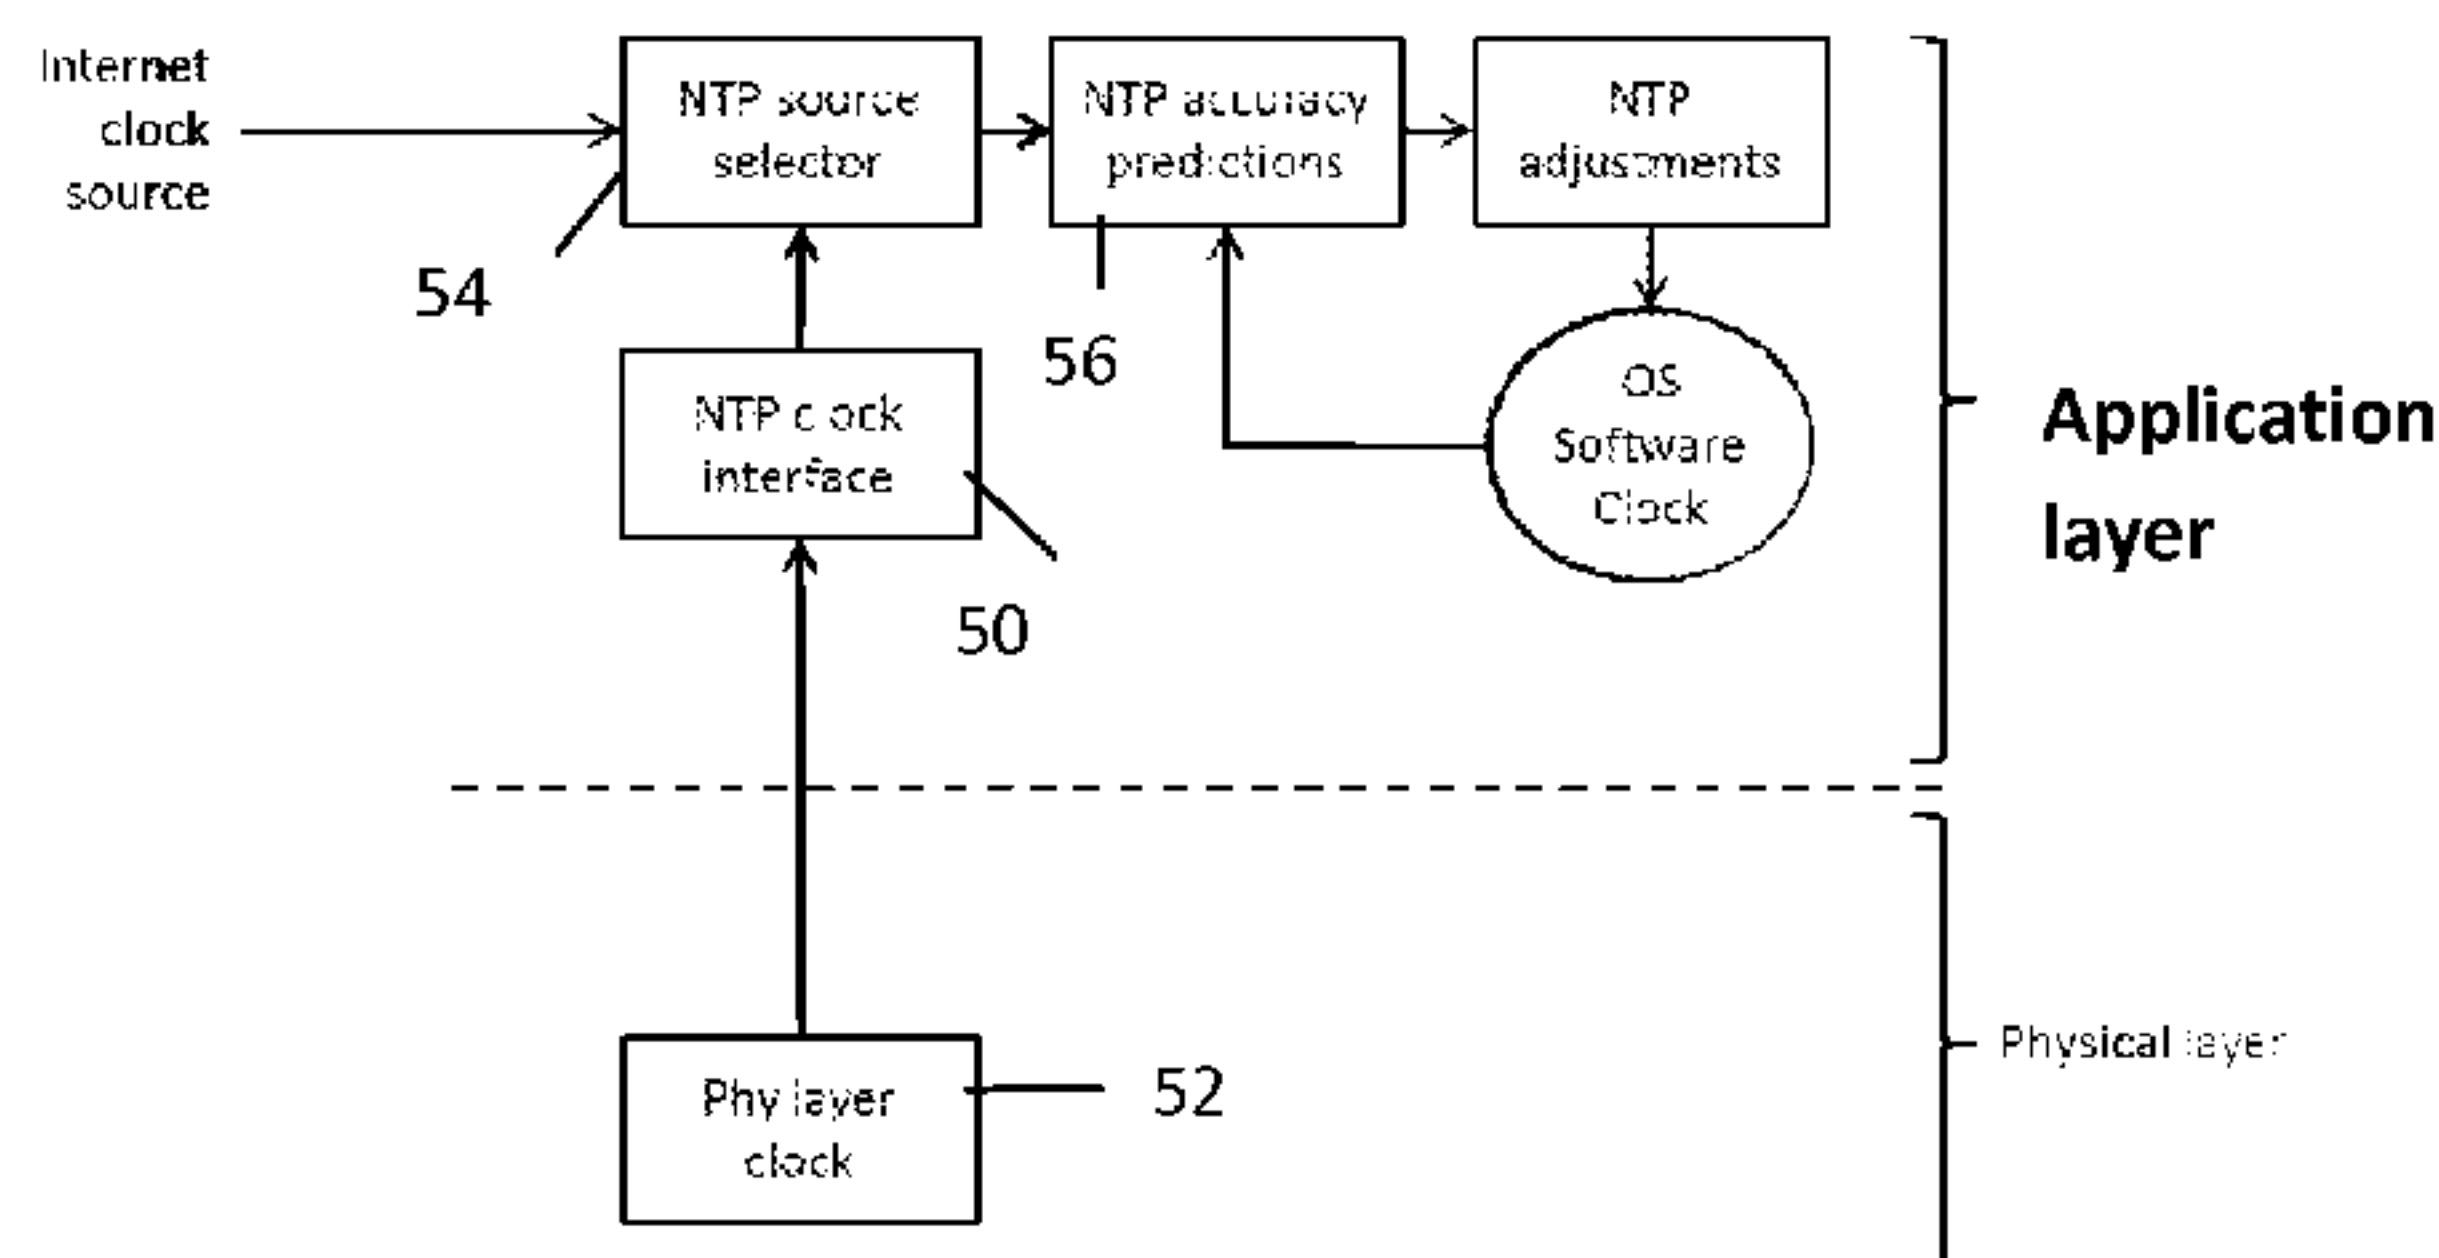 Internet
clock
source
NTP source
selector
NTP accuracy
predictions
NTP
adjustments
54
56
NTP clock
interface
OS
Software
Clock
50
Application
layer
Phy layer
clock
52
Physical layer